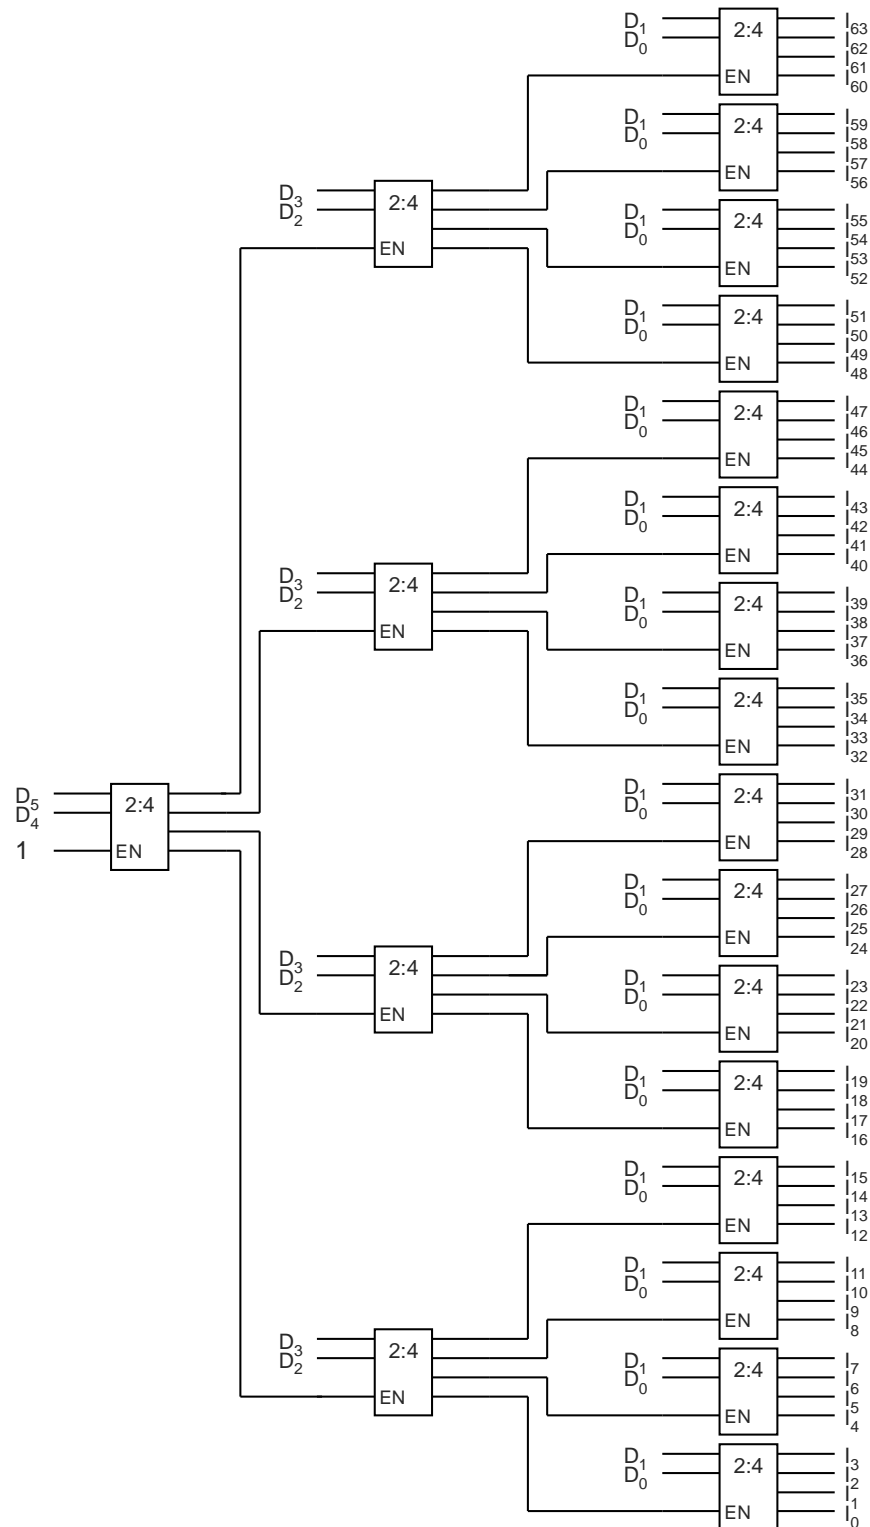 D1 2:4 I63
D0 I62
I61
EN I60
D1 2:4 I59
D0 I58
I57
EN I56
D3 2:4
D2
EN
D1 2:4 I55
D0 I54
I53
EN I52
D1 2:4 I51
D0 I50
I49
EN I48
D1 2:4 I47
D0 I46
I45
EN I44
D1 2:4 I43
D0 I42
I41
EN I40
D3 2:4
D2
EN
D1 2:4 I39
D0 I38
I37
EN I36
D1 2:4 I35
D0 I34
I33
EN I32
D5 2:4
D4
1 EN
D1 2:4 I31
D0 I30
I29
EN I28
D1 2:4 I27
D0 I26
I25
EN I24
D3 2:4
D2
EN
D1 2:4 I23
D0 I22
I21
EN I20
D1 2:4 I19
D0 I18
I17
EN I16
D1 2:4 I15
D0 I14
I13
EN I12
D1 2:4 I11
D0 I10
I9
EN I8
D3 2:4
D2
EN
D1 2:4 I7
D0 I6
I5
EN I4
D1 2:4 I3
D0 I2
I1
EN I0